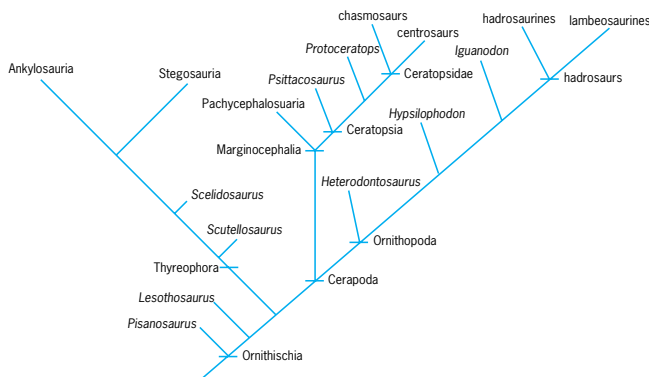 chasmosaurs
hadrosaurines
lambeosaurines
centrosaurs
Protoceratops
Iguanodon
Ankylosauria
Stegosauria
Ceratopsidae
hadrosaurs
Psittacosaurus
Pachycephalosuaria
Hypsilophodon
Ceratopsia
Marginocephalia
Heterodontosaurus
Scelidosaurus
Scutellosaurus
Ornithopoda
Thyreophora
Cerapoda
Lesothosaurus
Pisanosaurus
Ornithischia